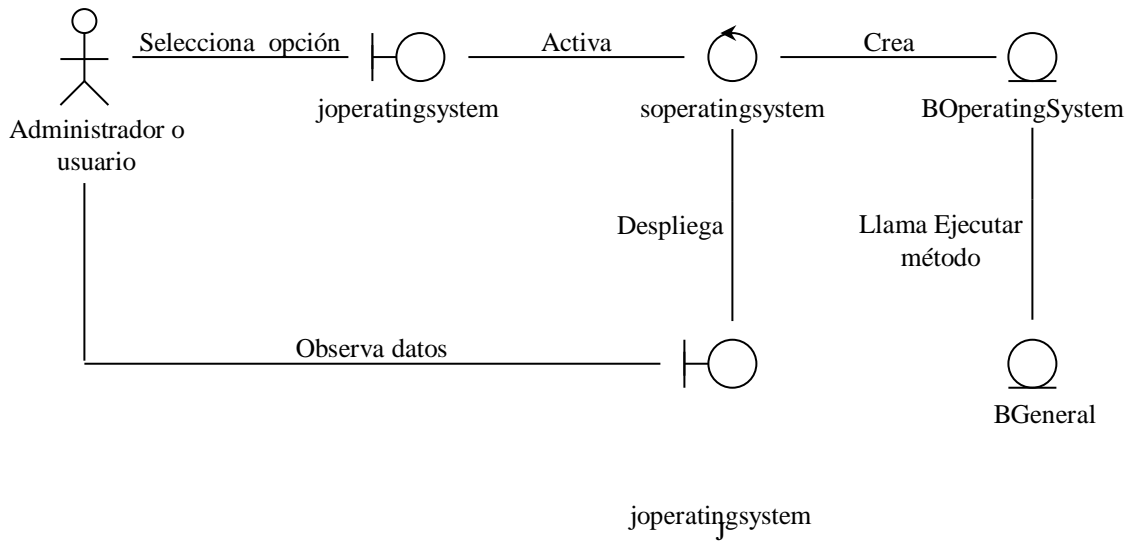 Selecciona opción
Activa
Crea
joperatingsystem
soperatingsystem
BOperatingSystem
Administrador o
usuario
Despliega
Llama Ejecutar
método
Observa datos
BGeneral
joperatingsystem
J